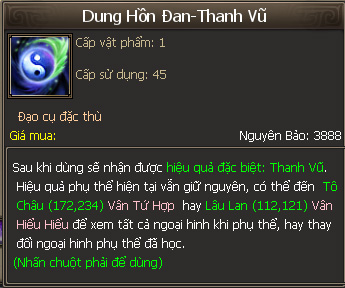 Dung Hồn Đan-Thanh Vũ
Cấp vật phẩm: 1
Cấp sử dụng: 45
Đạo cụ đặc thù
Giá mua: Nguyên Bảo: 3888
Sau khi dùng sẽ nhận được hiệu quả đặc biệt: Thanh Vũ.
Hiệu quả phụ thể hiện tại vẫn giữ nguyên, có thể đến Tô
Châu (172,234) Vân Tứ Hợp hay Lâu Lan (112,121) Vân
Hiểu Hiểu để xem tất cả ngoại hình khi phụ thể, hay thay
đổi ngoại hình phụ thể đã học.
(Nhấn chuột phải để dùng)